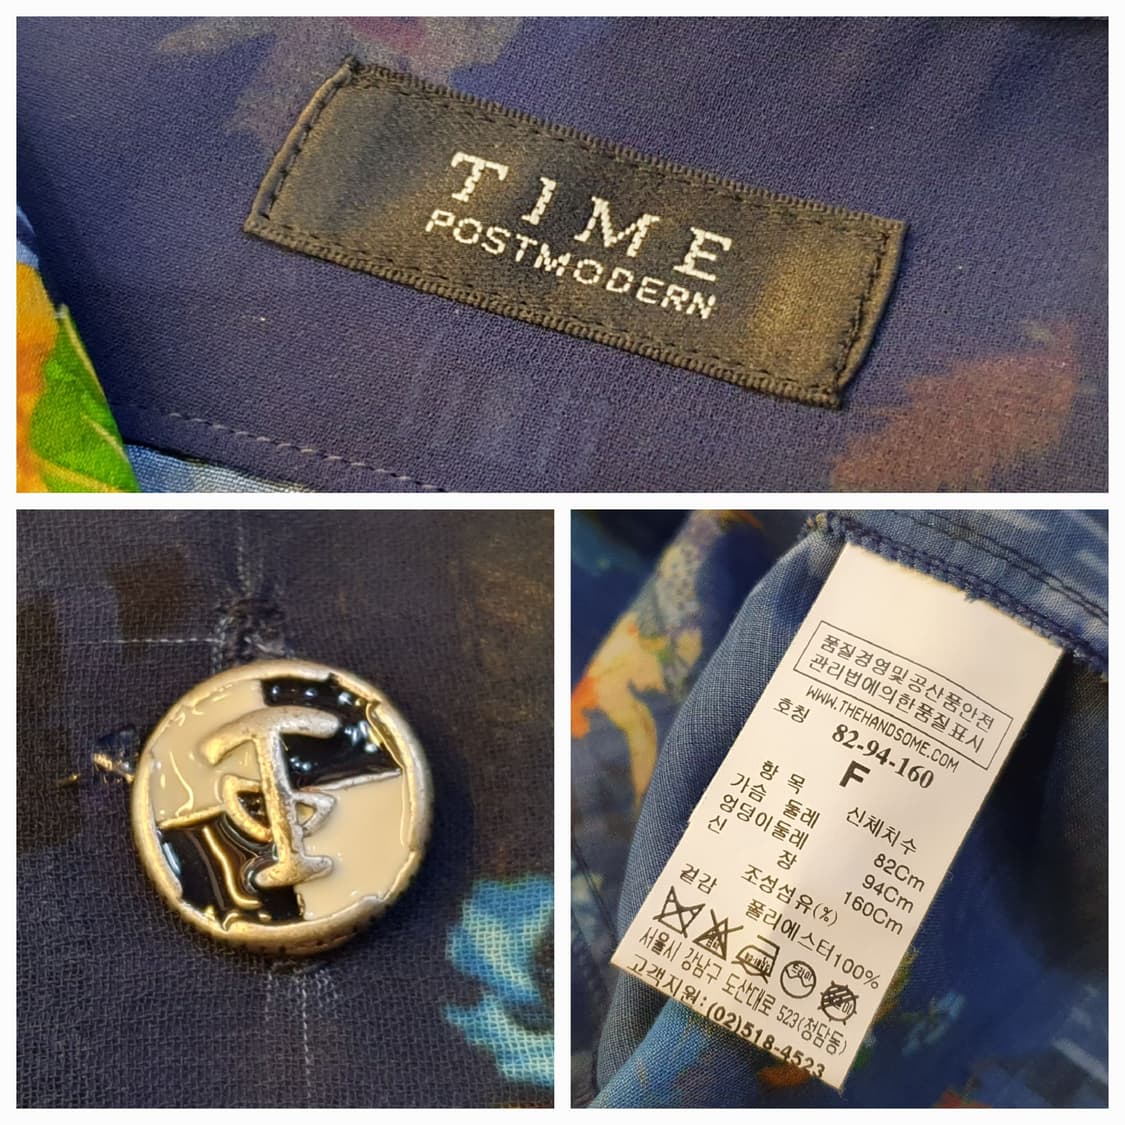 TIME
POSTMODERN
품질경영및공산품안전
관리법에의한품질표시
WWW.THEHANDSOME.COM
호칭 82-94-160
F
항 목 신체치수
가슴 둘레 82Cm
엉덩이둘레 94Cm
신 장 160Cm
조성섬유(%)
겉감 폴리에스터100%
서울시 강남구 도산대로 523(청담동)
고객지원:(02)518-4523